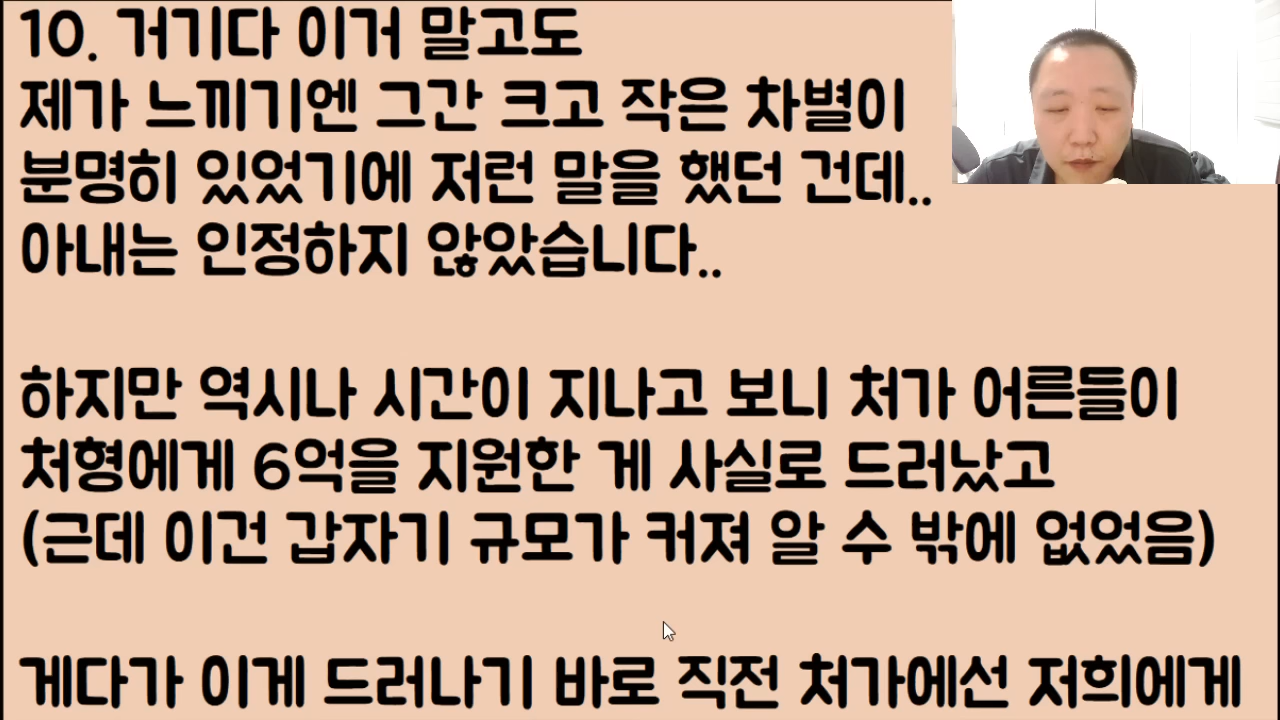 10. 거기다 이거 말고도
제가 느끼기엔 그간 크고 작은 차별이
분명히 있었기에 저런 말을 했던 건데..
아내는 인정하지 않았습니다..
하지만 역시나 시간이 지나고 보니 처가 어른들이
처형에게 6억을 지원한 게 사실로 드러났고
(근데 이건 갑자기 규모가 커져 알 수 밖에 없었음)
게다가 이게 드러나기 바로 직전 처가에선 저희에게